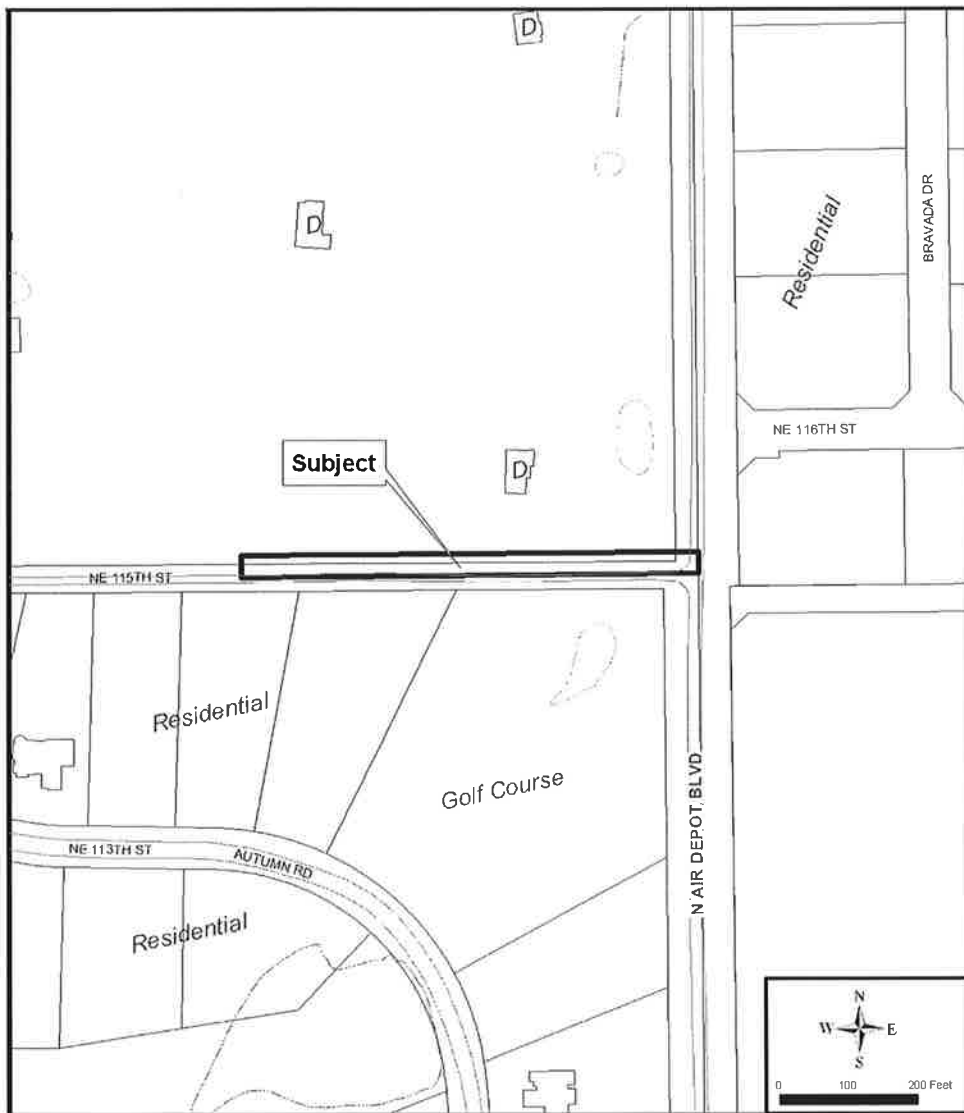 D
D
BRAVADA DR
Residential
NE 116TH ST
Subject
D
NE 115TH ST
Residential
Golf Course
N AIR DEPOT BLVD
NE 113TH ST
AUTUMN RD
Residential
N
W E
S
0 100 200 Feet